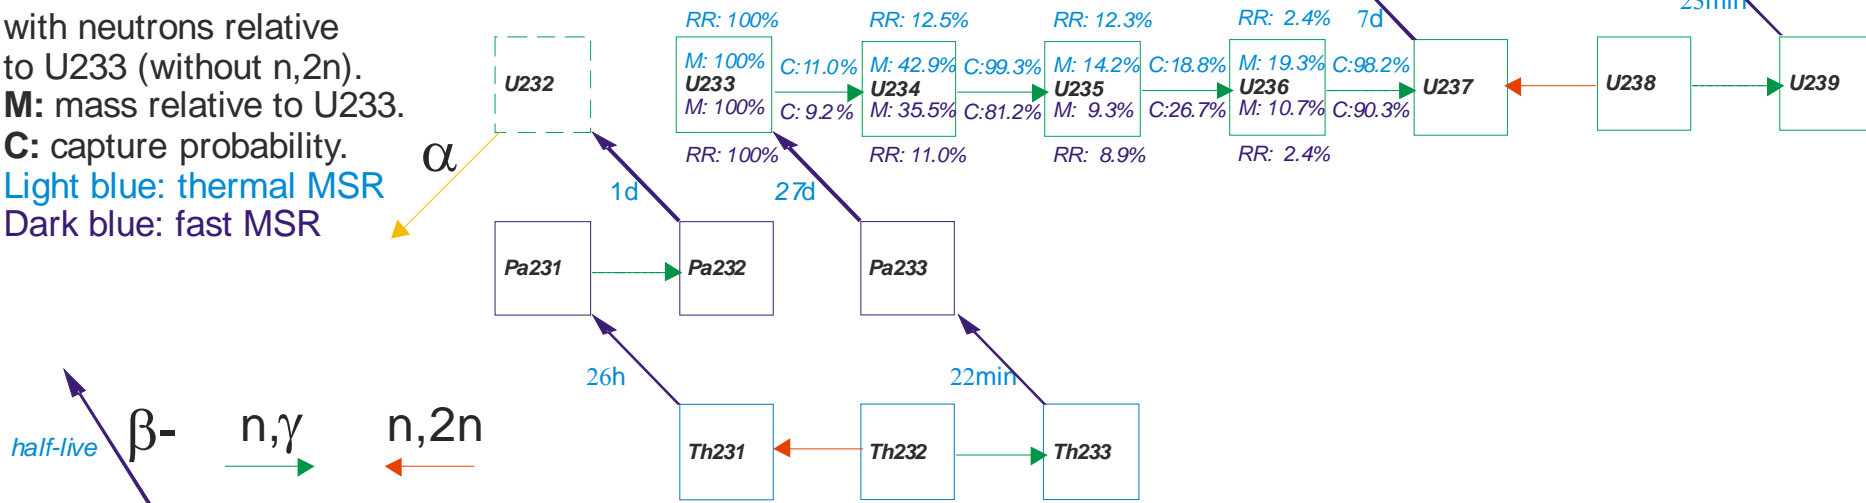 with neutrons relative
to U233 (without n,2n).
M: mass relative to U233.
C: capture probability.
Light blue: thermal MSR
Dark blue: fast MSR
RR: 100% RR: 12.5% RR: 12.3% RR: 2.4% 7d 23min
M: 100% C:11.0% M: 42.9% C:99.3% M: 14.2% C:18.8% M: 19.3% C:98.2%
U232 U233 U234 U235 U236 U237 U238 U239
M: 100% C: 9.2% M: 35.5% C:81.2% M: 9.3% C:26.7% M: 10.7% C:90.3%
RR: 100% RR: 11.0% RR: 8.9% RR: 2.4%
α
1d 27d
Pa231 Pa232 Pa233
26h 22min
Th231 Th232 Th233
half-live β- n,γ n,2n